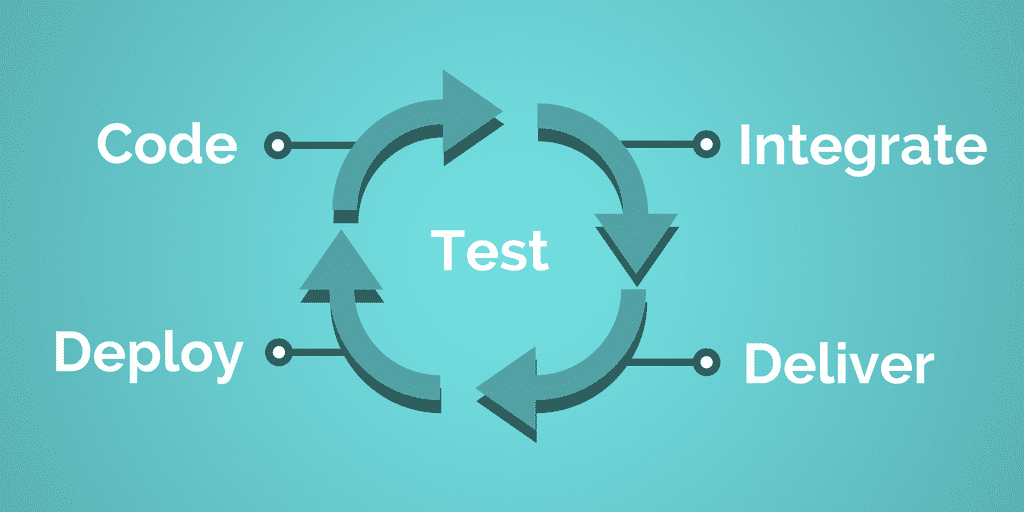 Code
Integrate
Test
Deploy
Deliver